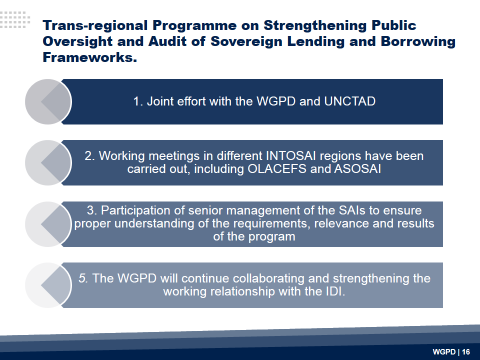 Trans-regional Programme on Strengthening Public
Oversight and Audit of Sovereign Lending and Borrowing
Frameworks.
1. Joint effort with the WGPD and UNCTAD
2. Working meetings in different INTOSAI regions have been
carried out, including OLACEFS and ASOSAI
3. Participation of senior management of the SAIs to ensure
proper understanding of the requirements, relevance and results
of the program
5. The WGPD will continue collaborating and strengthening the
working relationship with the IDI.
WGPD | 16